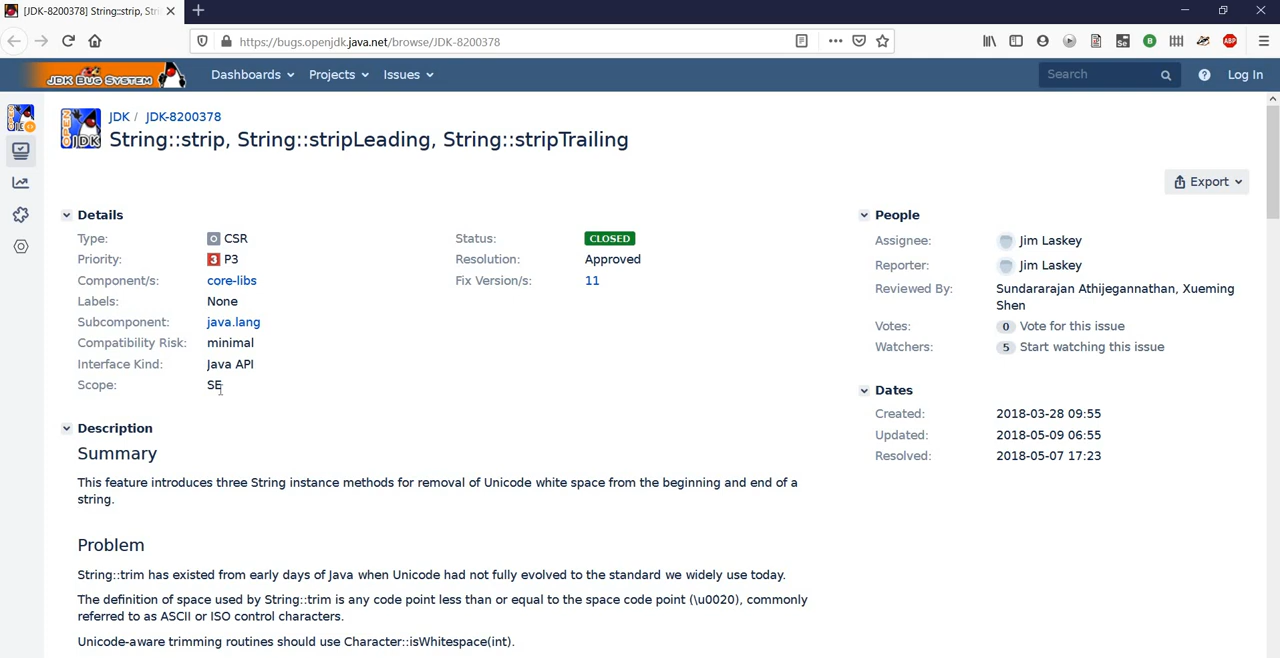 [JDK-8200378] String::strip, Str
https://bugs.openjdk.java.net/browse/JDK-8200378
Se
B
ABP
JDK BUG SYSTEM
Dashboards
Projects
Issues
Search
Log In
OPEN
JDK
JDK / JDK-8200378
String::strip, String::stripLeading, String::stripTrailing
Export
Details
Type: CSR
Priority: 3 P3
Component/s: core-libs
Labels: None
Subcomponent: java.lang
Compatibility Risk: minimal
Interface Kind: Java API
Scope: SE
Status: CLOSED
Resolution: Approved
Fix Version/s: 11
People
Assignee: Jim Laskey
Reporter: Jim Laskey
Reviewed By: Sundararajan Athijegannathan, Xueming
Shen
Votes: 0 Vote for this issue
Watchers: 5 Start watching this issue
Dates
Created: 2018-03-28 09:55
Updated: 2018-05-09 06:55
Resolved: 2018-05-07 17:23
Description
Summary
This feature introduces three String instance methods for removal of Unicode white space from the beginning and end of a
string.
Problem
String::trim has existed from early days of Java when Unicode had not fully evolved to the standard we widely use today.
The definition of space used by String::trim is any code point less than or equal to the space code point (\u0020), commonly
referred to as ASCII or ISO control characters.
Unicode-aware trimming routines should use Character::isWhitespace(int).